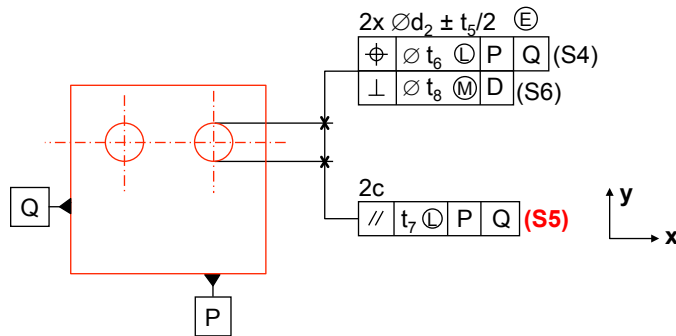 2x ∅d₂ ± t₅/2 Ⓔ
⌖ ∅ t₆ Ⓛ P Q (S4)
⊥ ∅ t₈ Ⓜ D (S6)
Q
2c
// t₇ Ⓛ P Q (S5)
y
x
P